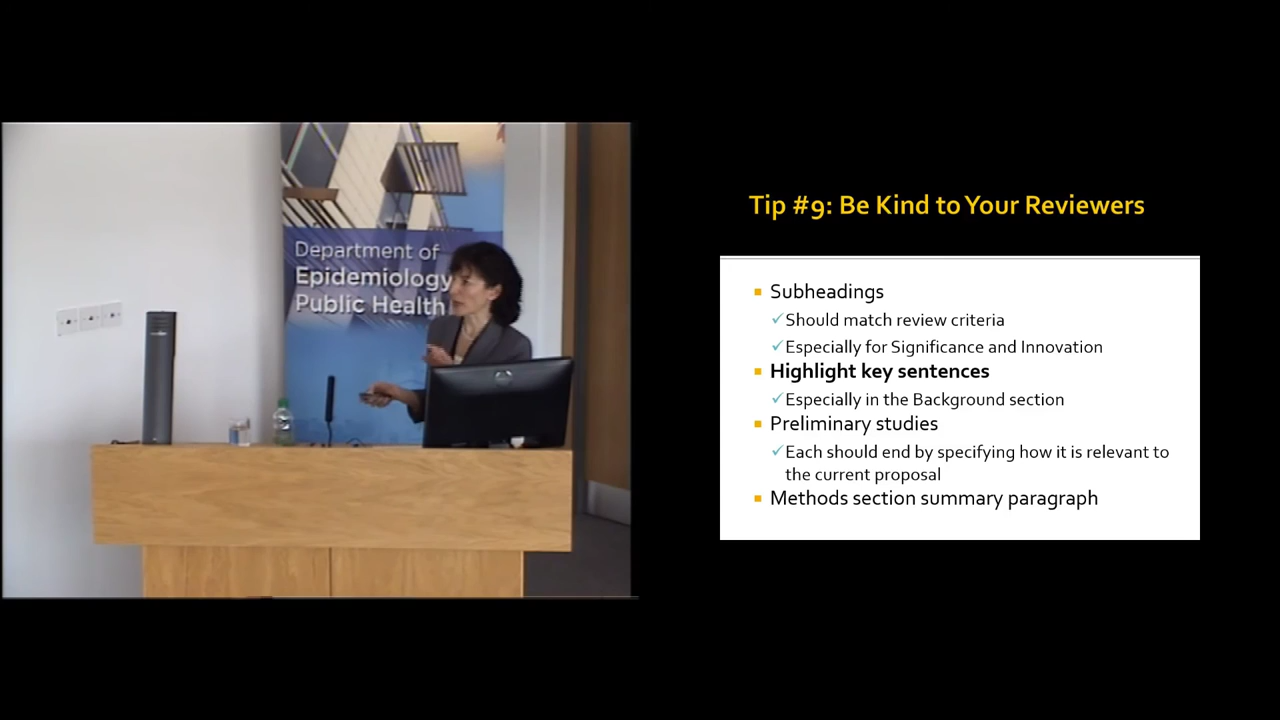 Department of
Epidemiology
Public Health
Tip #9: Be Kind to Your Reviewers
Subheadings
Should match review criteria
Especially for Significance and Innovation
Highlight key sentences
Especially in the Background section
Preliminary studies
Each should end by specifying how it is relevant to
the current proposal
Methods section summary paragraph